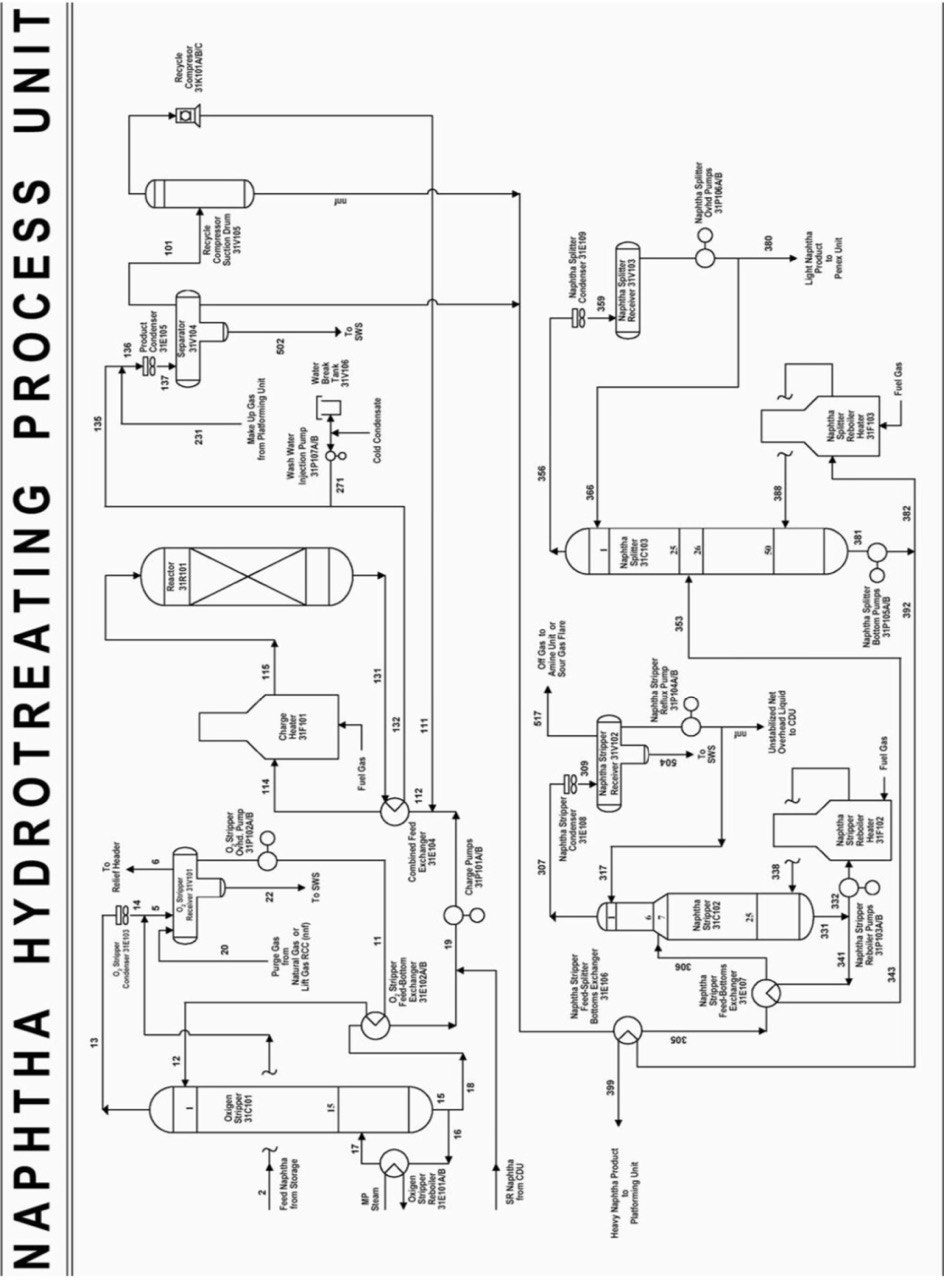 NAPHTHA HYDROTREATING PROCESS UNIT
2
Feed Naphtha
from Storage
MP
Steam
Oxigen
Stripper
Reboiler
31E101A/B
SR Naphtha
from CDU
13
12
1
Oxigen
Stripper
31C101
15
17
16
15
18
O2 Stripper
Condenser 31E103
14
5
To
Relief Header
6
O2 Stripper
Receiver 31V101
20
Purge Gas
from
Natural Gas or
Lift Gas RCC (nnf)
22
To SWS
O2 Stripper
Ovhd. Pump
31P102A/B
11
O2 Stripper
Feed-Bottom
Exchanger
31E102A/B
19
Charge Pumps
31P101A/B
Combined Feed
Exchanger
31E104
112
114
Fuel Gas
Charge
Heater
31F101
115
131
132
111
Reactor
31R101
135
136
Product
Condenser
31E105
137
231
Make Up Gas
from Platforming Unit
Separator
31V104
502
To
SWS
Wash Water
Injection Pump
31P107A/B
271
Water
Break
Tank
31V106
Cold Condensate
101
Recycle
Compressor
Suction Drum
31V105
nnf
Recycle
Compresor
31K101A/B/C
Heavy Naphtha Product
to
Platforming Unit
399
Naphtha Stripper
Feed-Splitter
Bottoms Exchanger
31E106
305
306
Naphtha
Stripper
Feed-Bottoms
Exchanger
31E107
307
317
1
6
7
Naphtha
Stripper
31C102
25
331
338
341
332
Naphtha Stripper
Reboiler Pumps
31P103A/B
343
Naphtha Stripper
Condenser
31E108
309
Naphtha Stripper
Receiver 31V102
517
Off Gas to
Amine Unit or
Sour Gas Flare
504
To
SWS
Naphtha Stripper
Reflux Pump
31P104A/B
nnf
Unstabilized Net
Overhead Liquid
to CDU
Naphtha
Stripper
Reboiler
Heater
31F102
Fuel Gas
353
356
366
1
Naphtha
Splitter
31C103
25
26
50
388
381
Naphtha Splitter
Bottom Pumps
31P105A/B
392
382
Naphtha
Splitter
Reboiler
Heater
31F103
Fuel Gas
Naphtha Splitter
Condenser 31E109
359
Naphtha Splitter
Receiver 31V103
Naphtha Splitter
Ovhd Pumps
31P106A/B
380
Light Naphtha
Product
to
Penex Unit